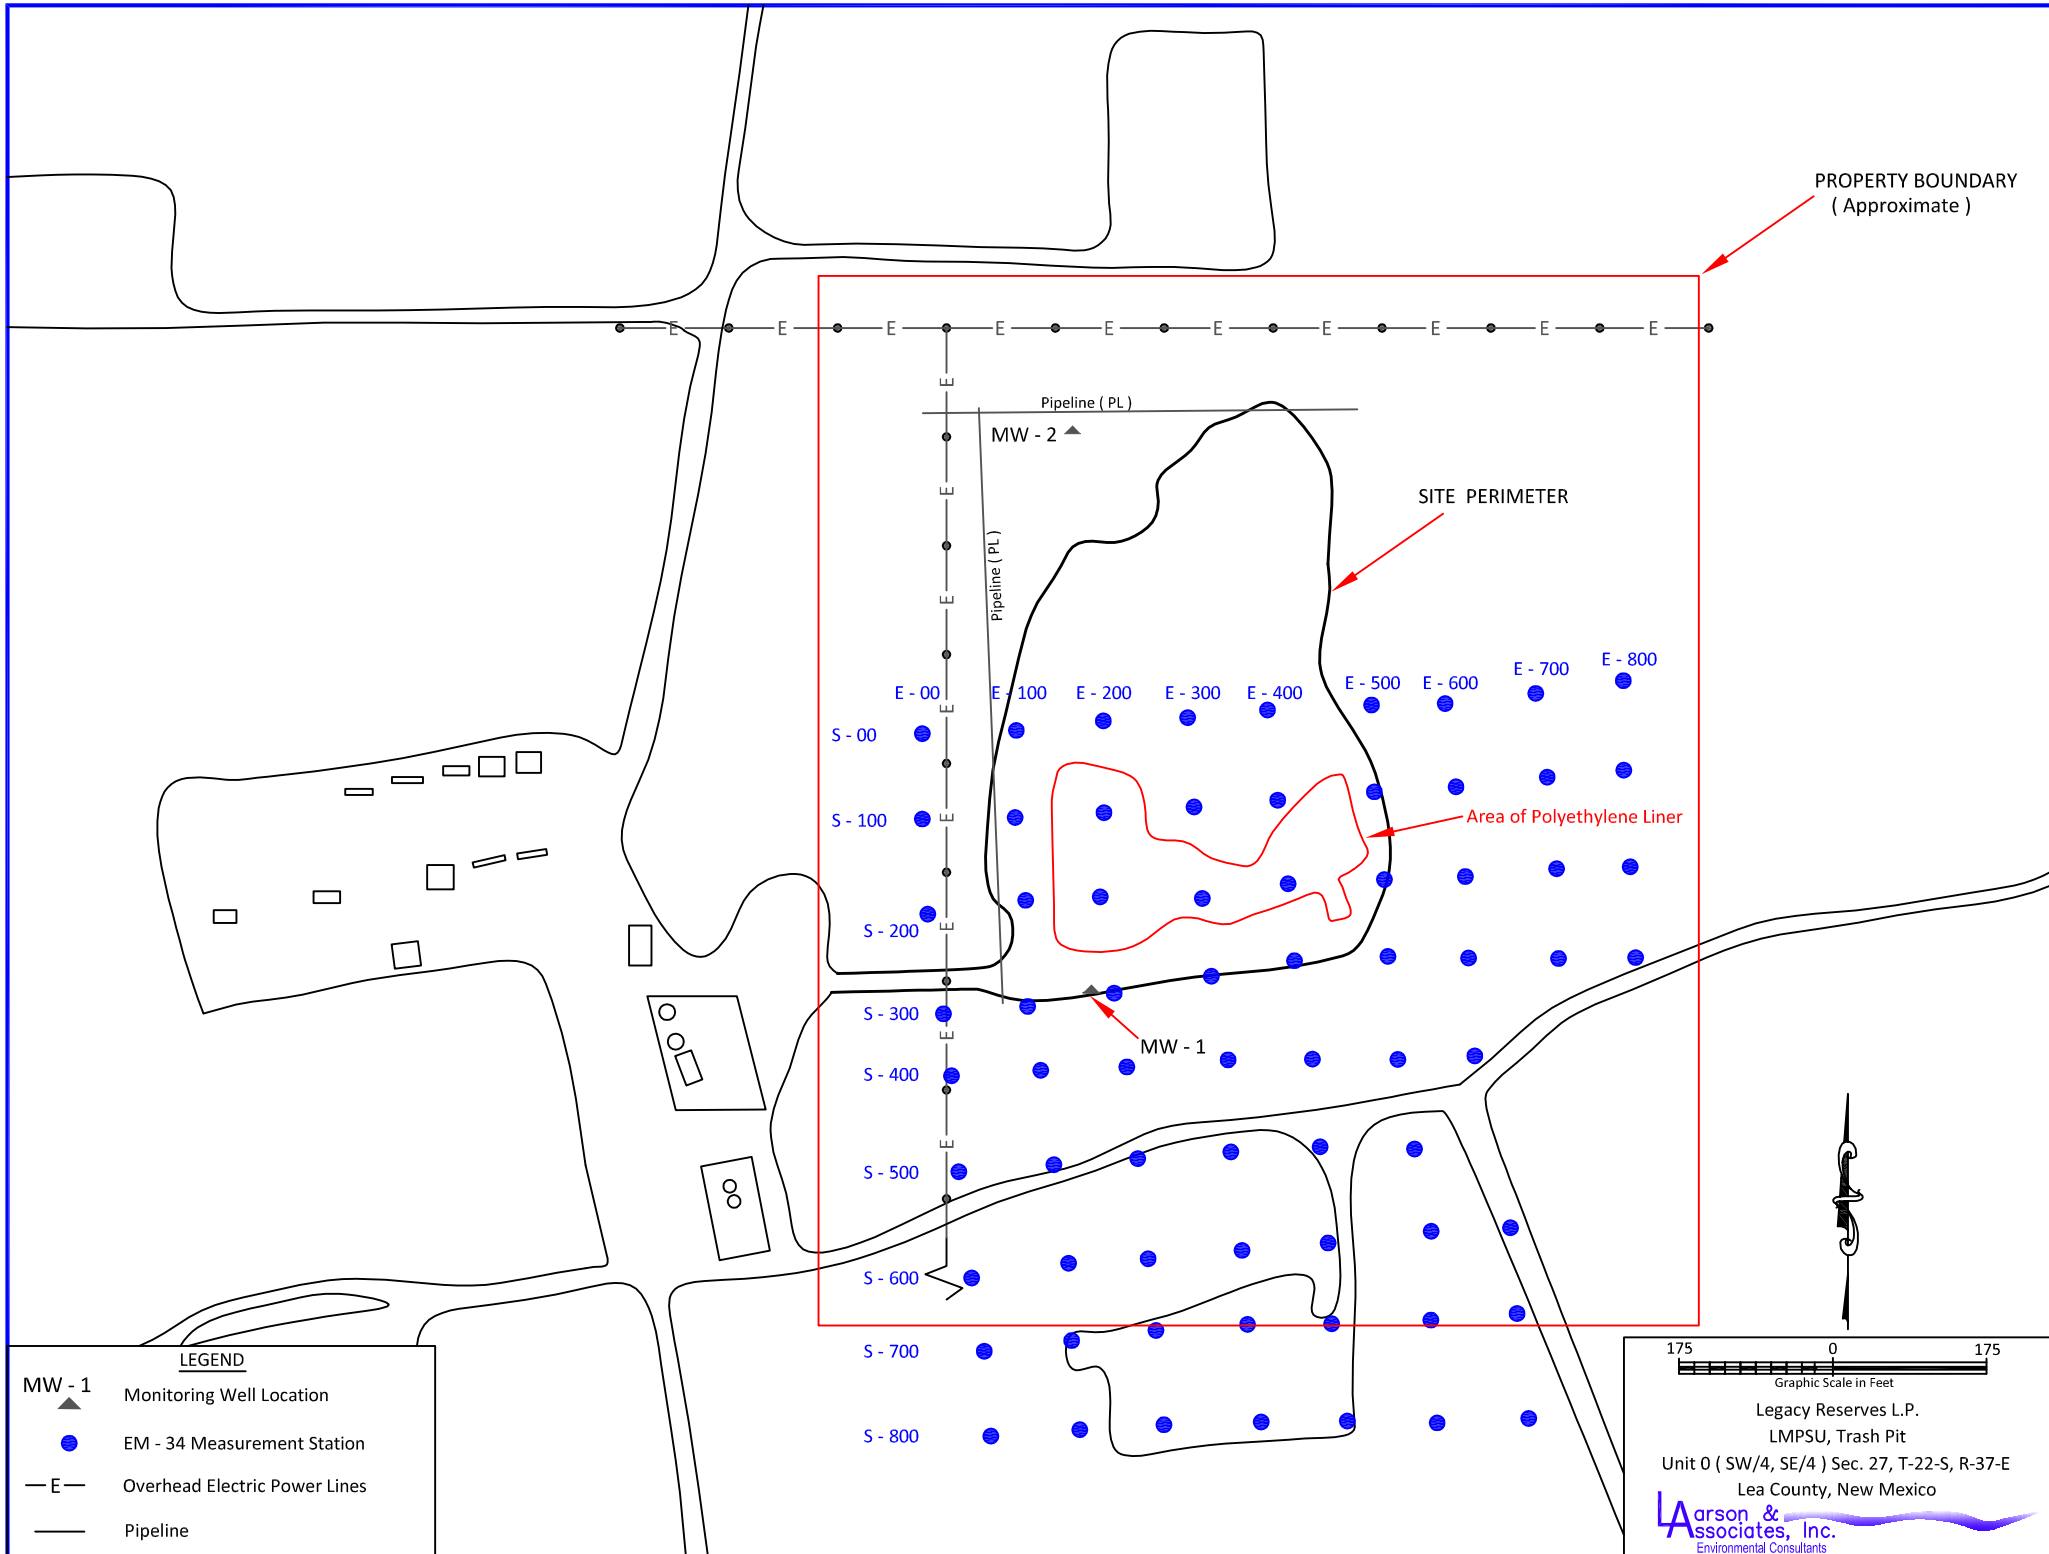 PROPERTY BOUNDARY
( Approximate )
E E E E E E E E E E
E
Pipeline ( PL )
MW - 2
E
SITE PERIMETER
Pipeline ( PL )
E
E - 00 E - 100 E - 200 E - 300 E - 400 E - 500 E - 600 E - 700 E - 800
E
S - 00
S - 100
E
Area of Polyethylene Liner
S - 200
E
S - 300
E
MW - 1
S - 400
E
S - 500
S - 600
S - 700
S - 800
LEGEND
MW - 1
Monitoring Well Location
EM - 34 Measurement Station
E
Overhead Electric Power Lines
Pipeline
175 0 175
Graphic Scale in Feet
Legacy Reserves L.P.
LMPSU, Trash Pit
Unit 0 ( SW/4, SE/4 ) Sec. 27, T-22-S, R-37-E
Lea County, New Mexico
Larson &
Associates, Inc.
Environmental Consultants